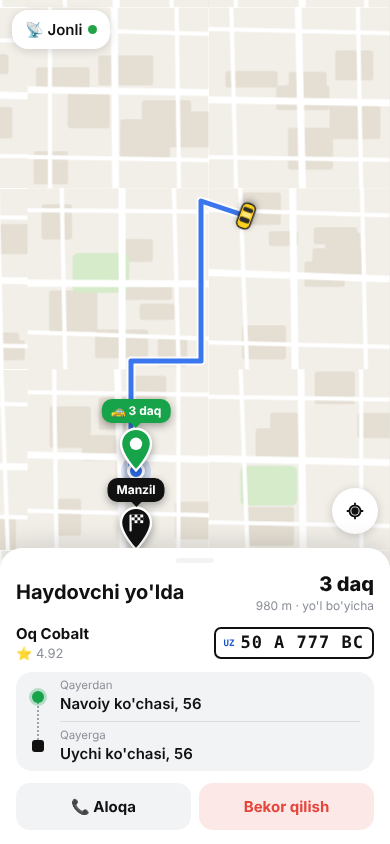 Jonli
3 daq
Manzil
Haydovchi yo'lda
3 daq
980 m · yo'l bo'yicha
Oq Cobalt
4.92
UZ 50 A 777 BC
Qayerdan
Navoiy ko'chasi, 56
Qayerga
Uychi ko'chasi, 56
Aloqa
Bekor qilish